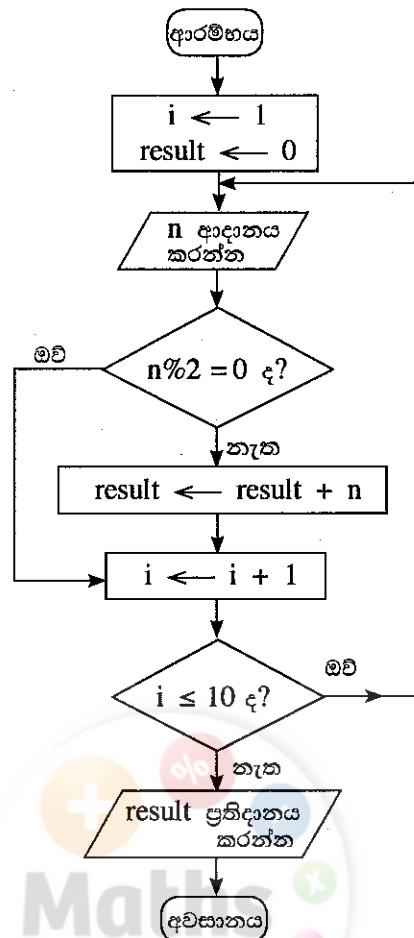 ආරම්භය
i ← 1
result ← 0
n ආදානය
කරන්න
n%2 = 0 ද?
ඔව්
නැත
result ← result + n
i ← i + 1
i ≤ 10 ද?
ඔව්
නැත
result ප්‍රතිදානය
කරන්න
අවසානය
Maths